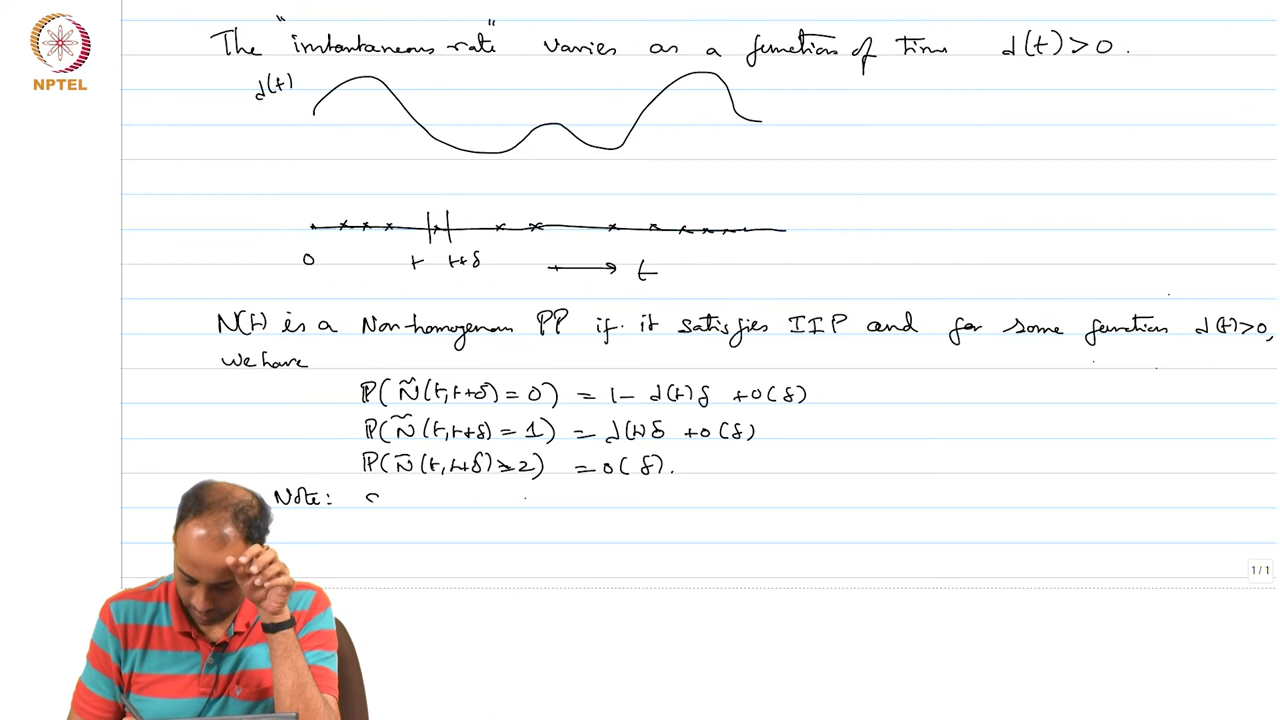 NPTEL
The "instantaneous rate" varies as a function of time λ(t) > 0.
λ(t)
0 t t+δ → t
N(t) is a Non-homogenous PP if it satisfies IIP and for some function λ(t)>0,
we have
ℙ(Ñ(t,t+δ) = 0) = 1 - λ(t)δ + o(δ)
ℙ(Ñ(t,t+δ) = 1) = λ(t)δ + o(δ)
ℙ(Ñ(t,t+δ) ≥ 2) = o(δ).
Note:
1/1